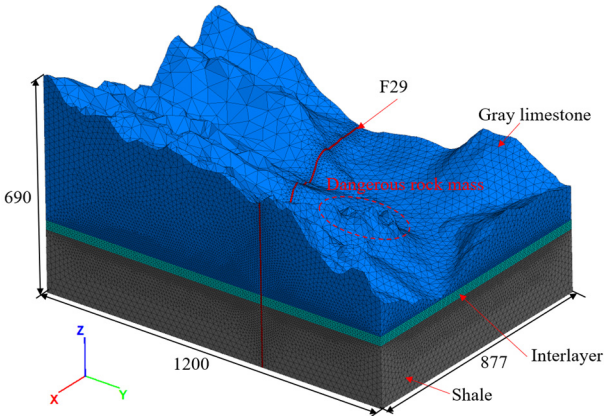 F29
Gray limestone
Dangerous rock mass
690
Z
Y
X
1200
877
Interlayer
Shale